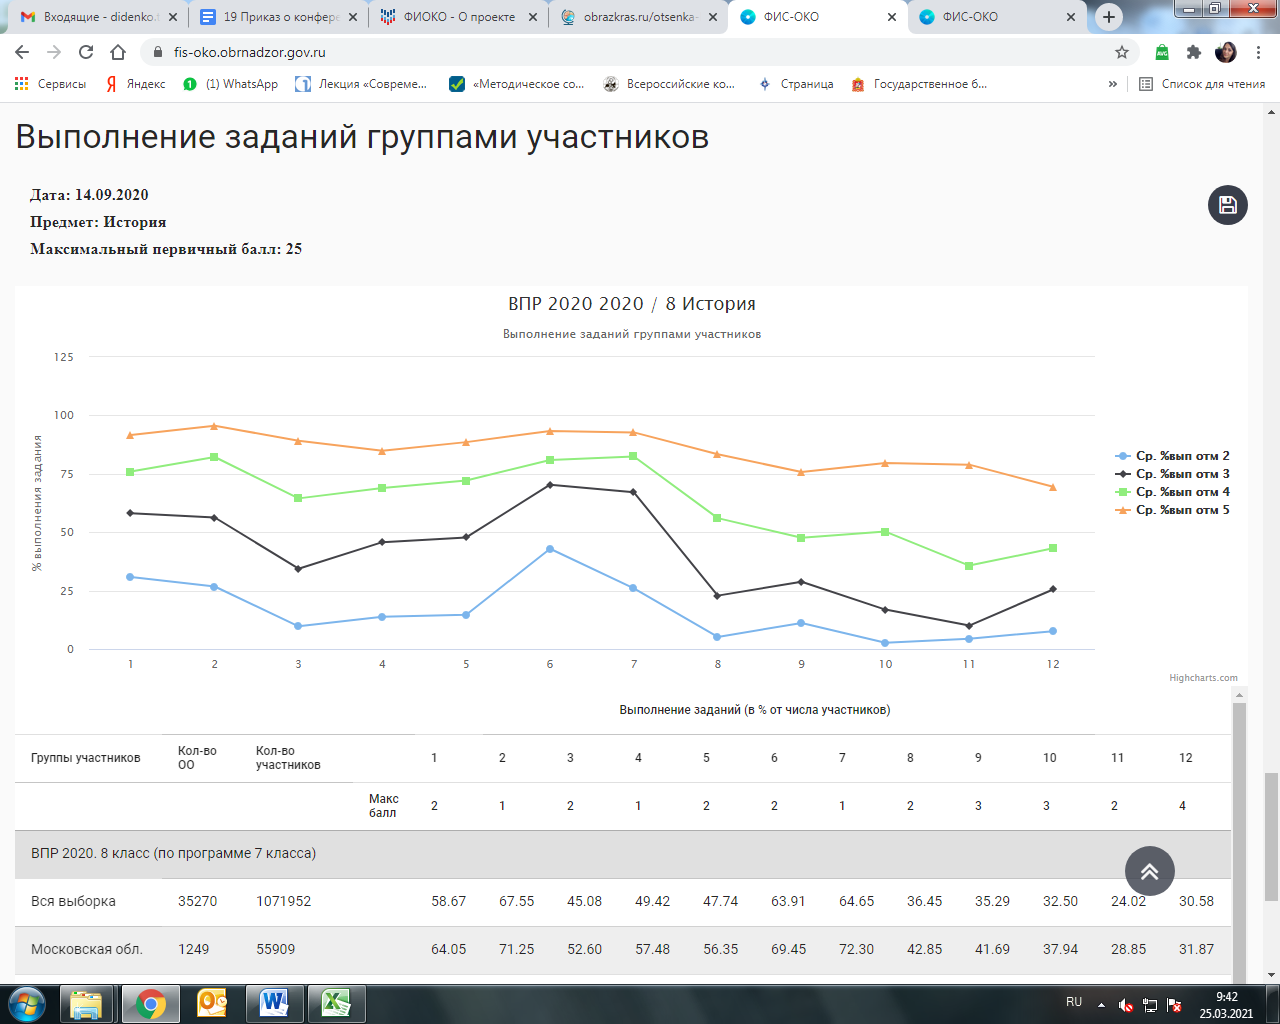 Входящие - didenko.t
19 Приказ о конфере
ФИОКО - О проекте
obrazkras.ru/otsenka-
ФИС-ОКО
ФИС-ОКО
fis-oko.obrnadzor.gov.ru
Сервисы
Яндекс
(1) WhatsApp
Лекция «Совреме...
«Методическое со...
Всероссийские ко...
Страница
Государственное б...
»
Список для чтения
Выполнение заданий группами участников
Дата: 14.09.2020
Предмет: История
Максимальный первичный балл: 25
ВПР 2020 2020 / 8 История
Выполнение заданий группами участников
% выполнения задания
125
100
75
50
25
0
1 2 3 4 5 6 7 8 9 10 11 12
Ср. %вып отм 2
Ср. %вып отм 3
Ср. %вып отм 4
Ср. %вып отм 5
Highcharts.com
Выполнение заданий (в % от числа участников)
Группы участников Кол-во ОО Кол-во участников 1 2 3 4 5 6 7 8 9 10 11 12
Макс балл 2 1 2 1 2 2 1 2 3 3 2 4
ВПР 2020. 8 класс (по программе 7 класса)
Вся выборка 35270 1071952 58.67 67.55 45.08 49.42 47.74 63.91 64.65 36.45 35.29 32.50 24.02 30.58
Московская обл. 1249 55909 64.05 71.25 52.60 57.48 56.35 69.45 72.30 42.85 41.69 37.94 28.85 31.87
RU
9:42
25.03.2021